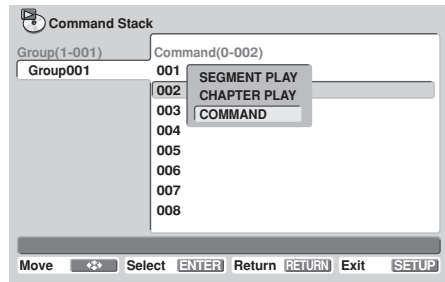 Command Stack
Group(1-001) Command(0-002)
Group001 001
SEGMENT PLAY
002 CHAPTER PLAY
003 COMMAND
004
005
006
007
008
Move Select ENTER Return RETURN Exit SETUP